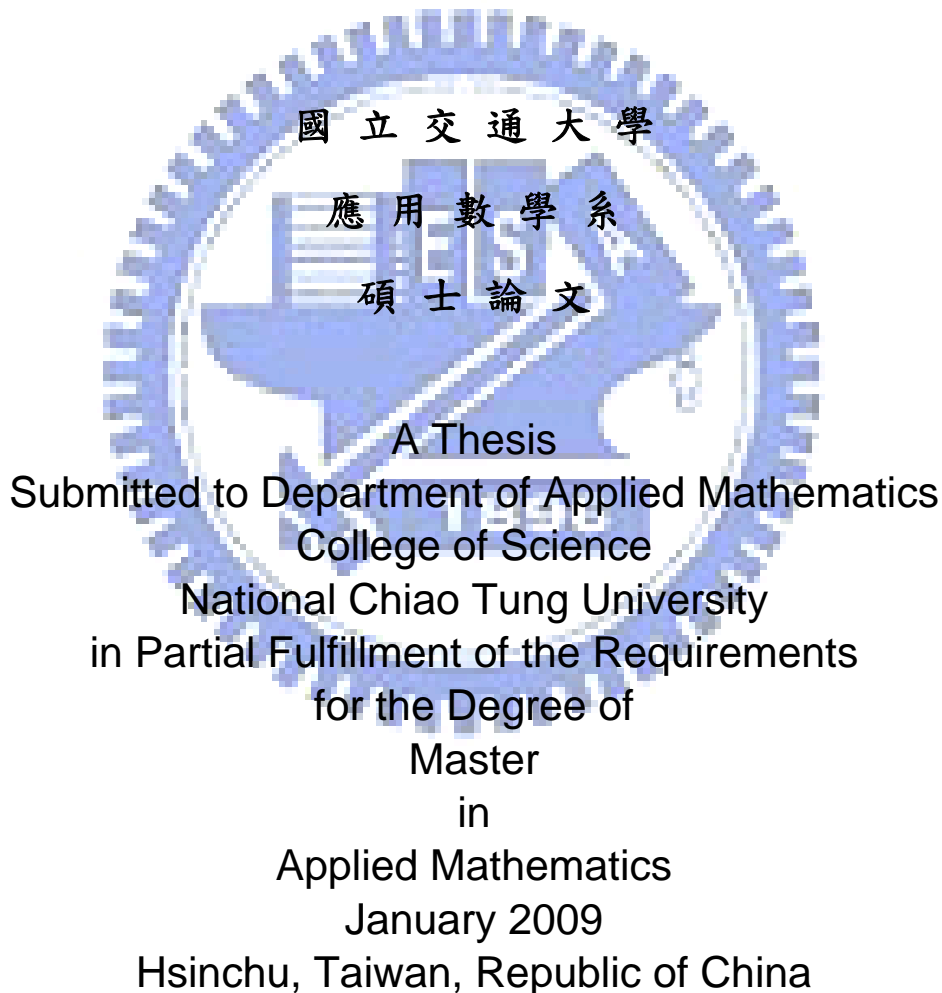 國 立 交 通 大 學
應 用 數 學 系
碩 士 論 文
A Thesis
Submitted to Department of Applied Mathematics
College of Science
National Chiao Tung University
in Partial Fulfillment of the Requirements
for the Degree of
Master
in
Applied Mathematics
January 2009
Hsinchu, Taiwan, Republic of China